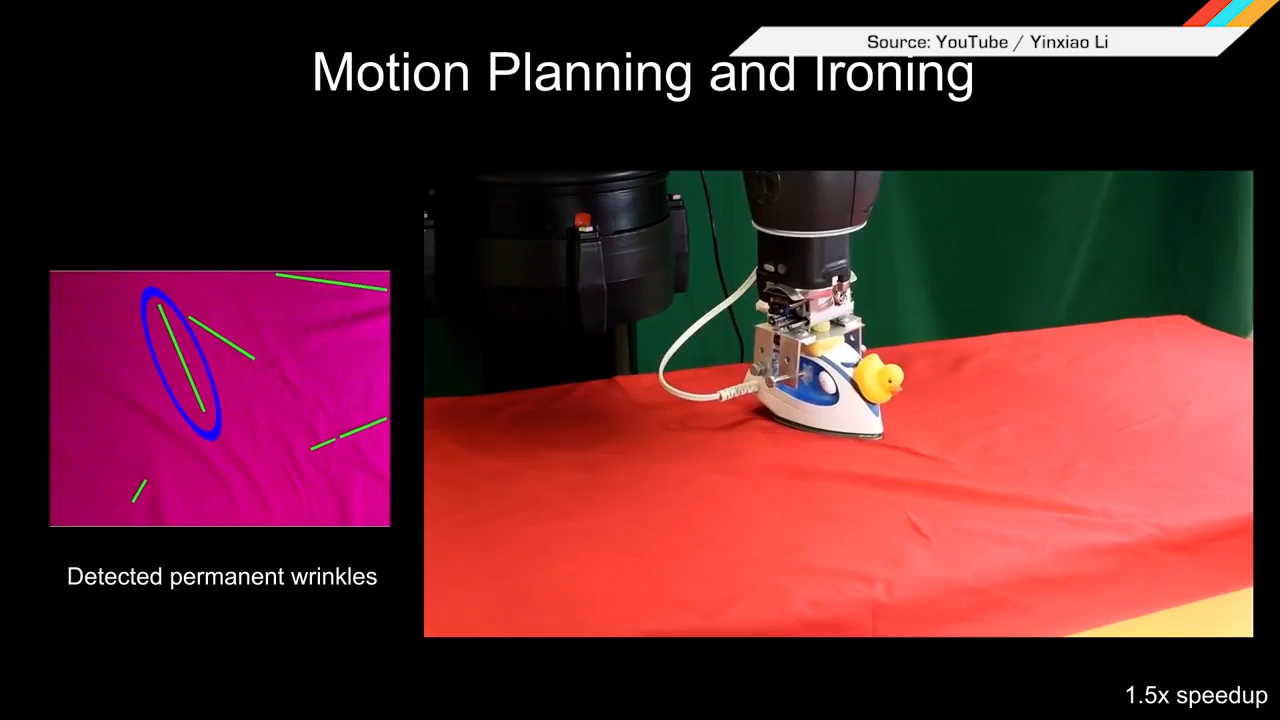 Source: YouTube / Yinxiao Li
Motion Planning and Ironing
Detected permanent wrinkles
1.5x speedup